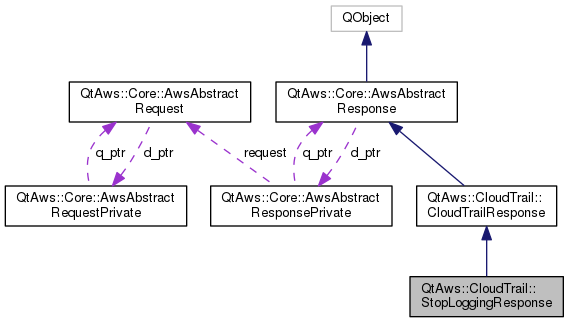 QObject
QtAws::Core::AwsAbstract
Request
QtAws::Core::AwsAbstract
Response
q_ptr
d_ptr
request
q_ptr
d_ptr
QtAws::Core::AwsAbstract
RequestPrivate
QtAws::Core::AwsAbstract
ResponsePrivate
QtAws::CloudTrail::
CloudTrailResponse
QtAws::CloudTrail::
StopLoggingResponse